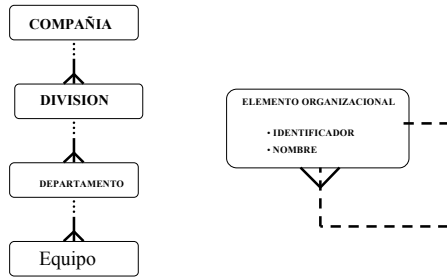 COMPAÑIA
DIVISION
DEPARTAMENTO
Equipo
ELEMENTO ORGANIZACIONAL
• IDENTIFICADOR
• NOMBRE